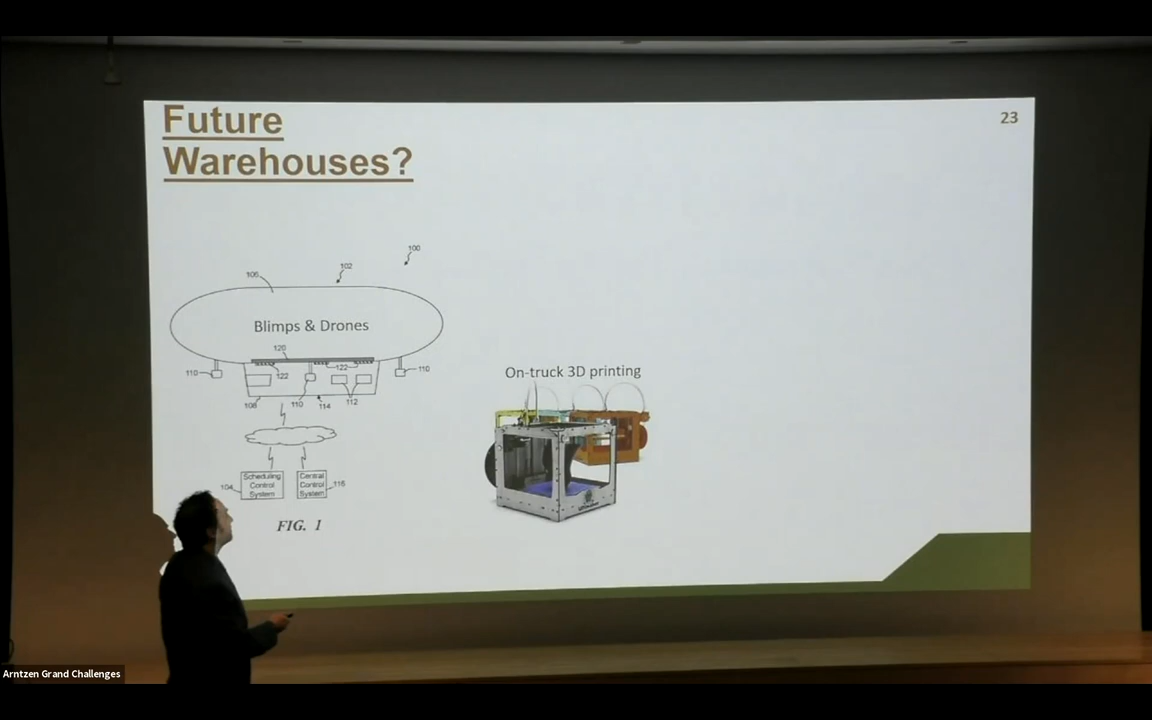 Future
Warehouses?
23
100
102
106
Blimps & Drones
120
110
122
122
110
108
110
114
112
On-truck 3D printing
104
Scheduling
Control
System
Central
Control
System
116
FIG. 1
Arntzen Grand Challenges